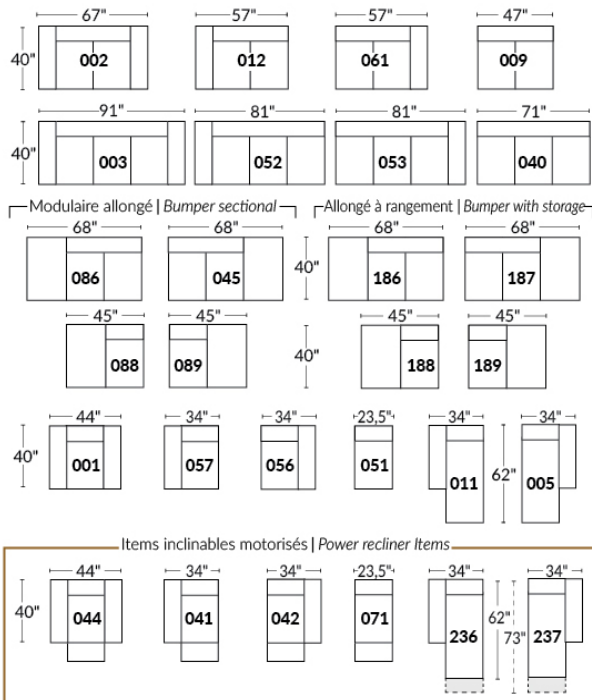 67" 57" 57" 47"
40" 002 012 061 009
91" 81" 81" 71"
40" 003 052 053 040
Modulaire allongé | Bumper sectional Allongé à rangement | Bumper with storage
68" 68" 68" 68"
086 045 40" 186 187
45" 45" 45" 45"
088 089 40" 188 189
44" 34" 34" 23,5" 34" 34"
40" 001 057 056 051 011 62" 005
Items inclinables motorisés | Power recliner Items
44" 34" 34" 23,5" 34" 34"
40" 044 041 042 071 236 62" 73" 237